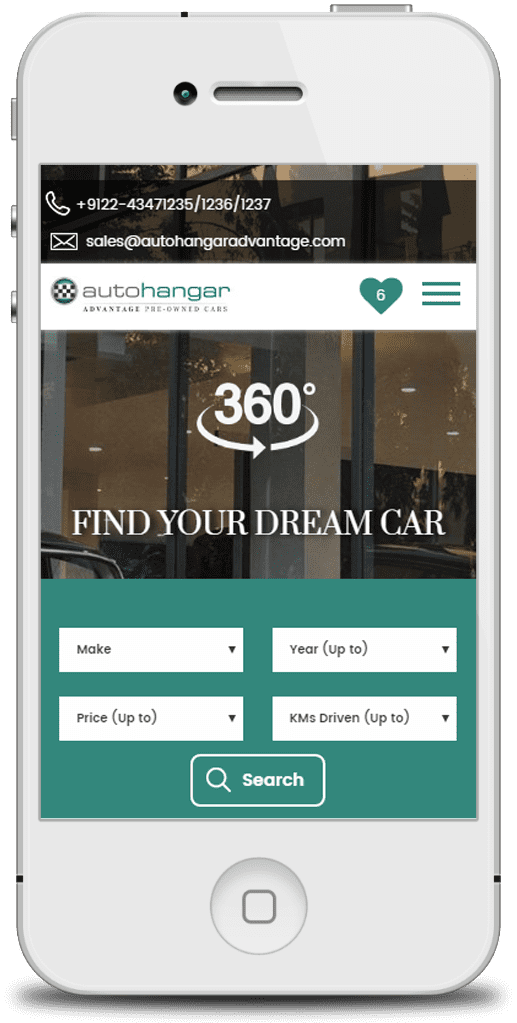 +9122-43471235/1236/1237
sales@autohangaradvantage.com
autohangar
ADVANTAGE PRE-OWNED CARS
6
360°
FIND YOUR DREAM CAR
Make
Year (Up to)
Price (Up to)
KMs Driven (Up to)
Search